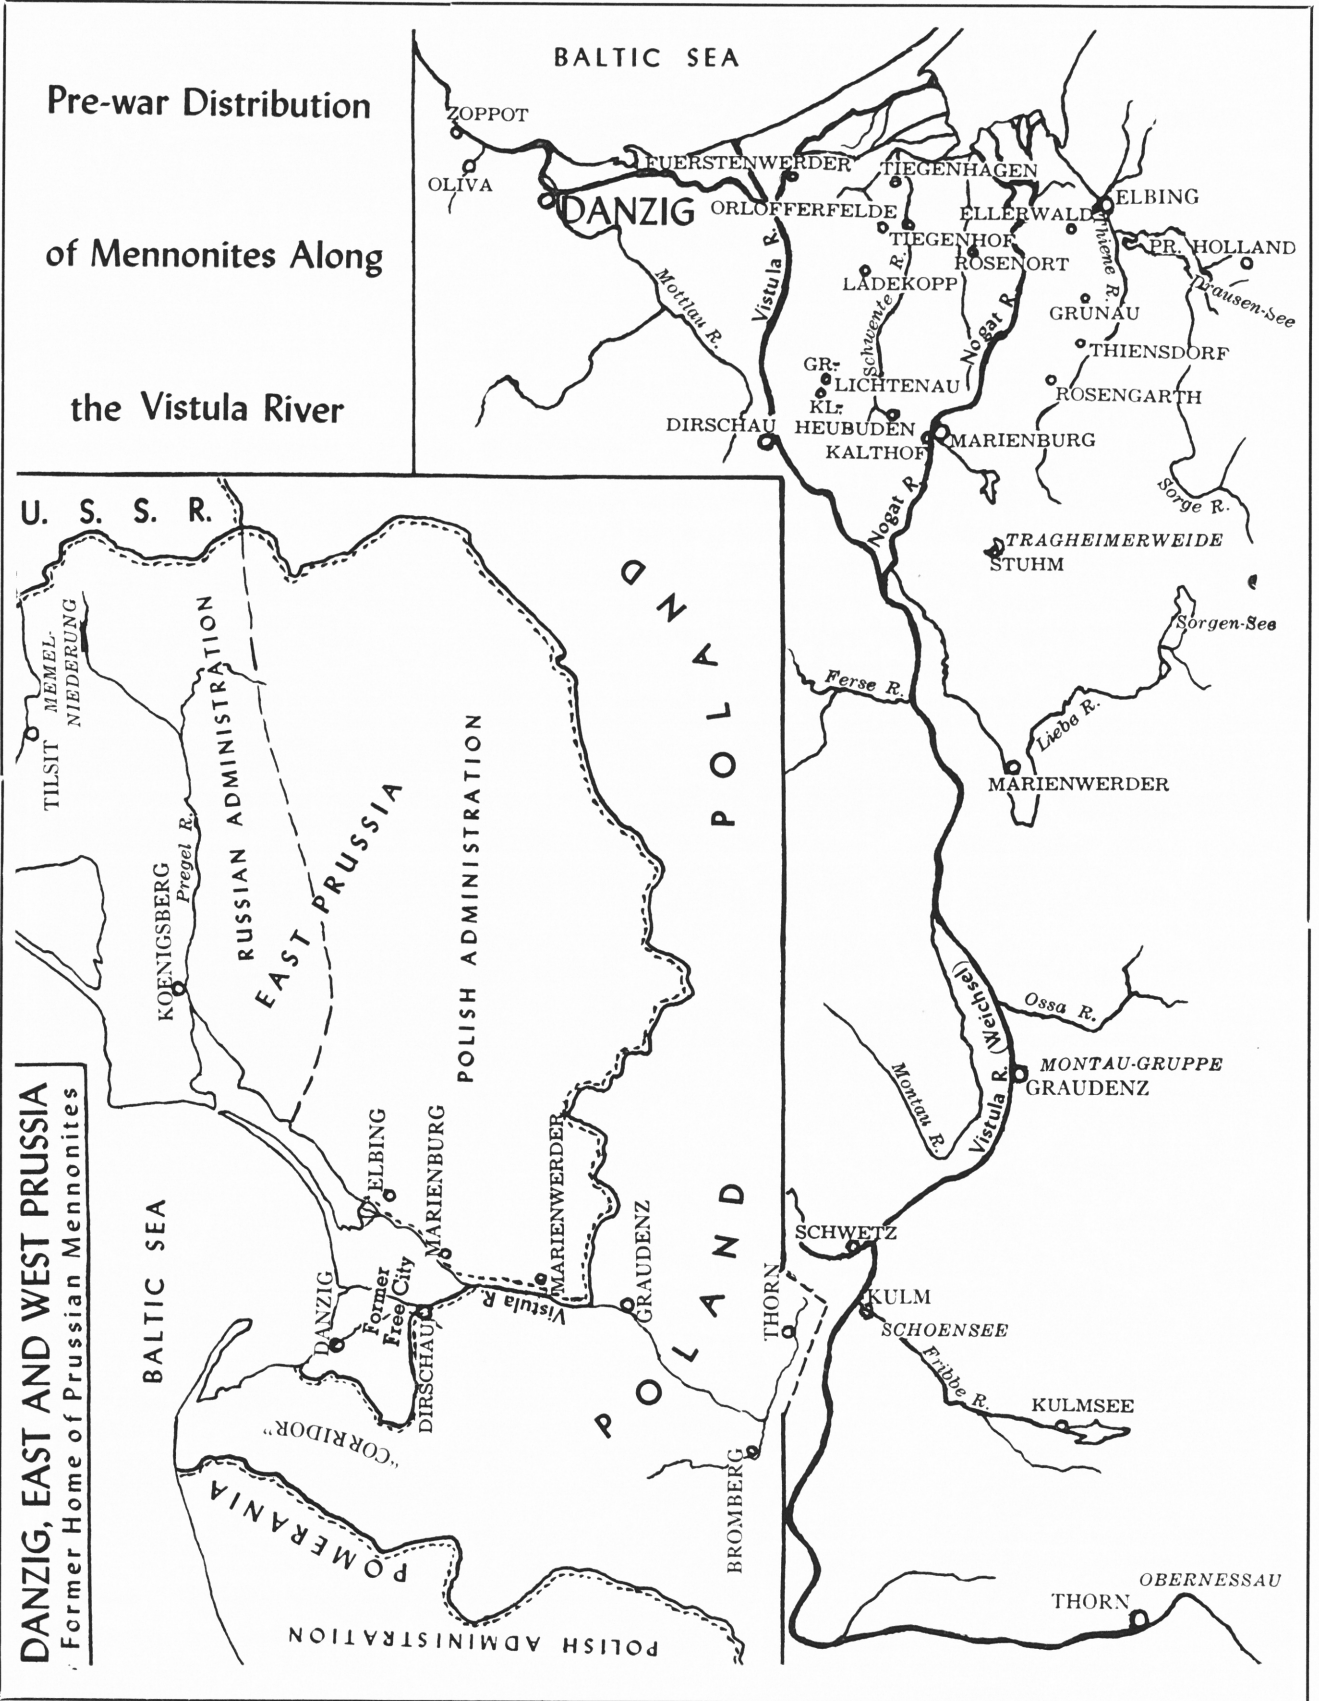 Pre-war Distribution
of Mennonites Along
the Vistula River
BALTIC SEA
ZOPPOT
OLIVA
DANZIG
FUERSTENWERDER
TIEGENHAGEN
ORLOFFERFELDE
ELLERWALD
ELBING
TIEGENHOF
ROSENORT
PR. HOLLAND
LADEKOPP
Drausen-See
GRUNAU
THIENSDORF
ROSENGARTH
Mottlau R.
Vistula R.
Schwente R.
Nogat R.
Thiene R.
GR-
LICHTENAU
KL-
HEUBUDEN
KALTHOF
DIRSCHAU
MARIENBURG
Nogat R.
Sorge R.
TRAGHEIMERWEIDE
STUHM
Sorgen-See
Ferse R.
Liebe R.
MARIENWERDER
(Weichsel)
Vistula R.
Ossa R.
Montau R.
MONTAU-GRUPPE
GRAUDENZ
SCHWETZ
KULM
SCHOENSEE
Fribbe R.
KULMSEE
OBERNESSAU
THORN
DANZIG, EAST AND WEST PRUSSIA
Former Home of Prussian Mennonites
U. S. S. R.
MEMEL-
NIEDERUNG
TILSIT
RUSSIAN ADMINISTRATION
EAST PRUSSIA
POLISH ADMINISTRATION
POLAND
KOENIGSBERG
Pregel R.
BALTIC SEA
ELBING
MARIENBURG
MARIENWERDER
GRAUDENZ
DANZIG
Former
Free City
DIRSCHAU
Vistula R
THORN
POLAND
"CORRIDOR"
BROMBERG
POMERANIA
POLISH ADMINISTRATION